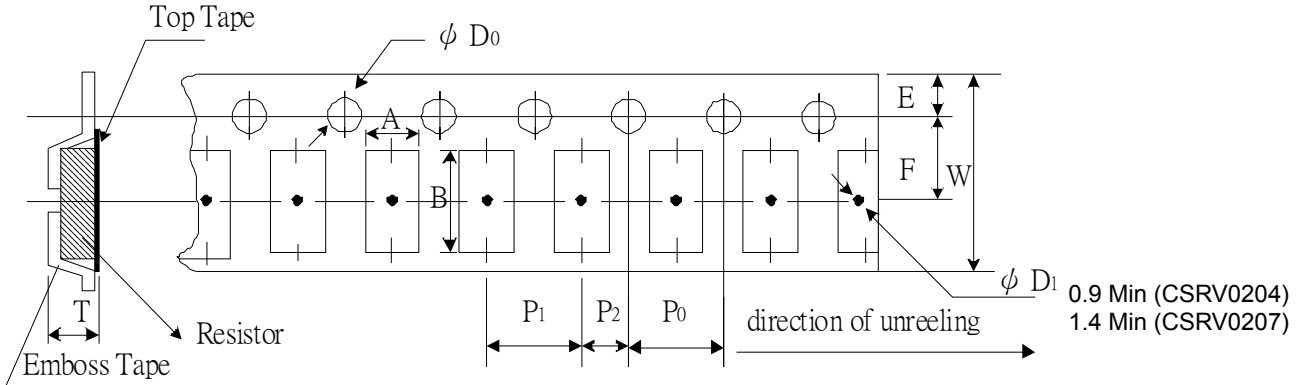 Top Tape
ϕ D0
E
A
F
W
B
ϕ D1
0.9 Min (CSRV0204)
1.4 Min (CSRV0207)
T
Resistor
P1
P2
P0
direction of unreeling
Emboss Tape